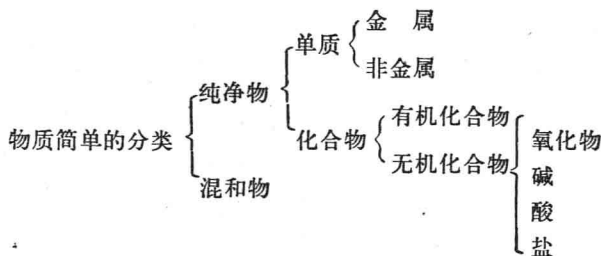 金 属
单质
非金属
纯净物
有机化合物
化合物
氧化物
物质简单的分类
无机化合物
碱
混和物
酸
盐